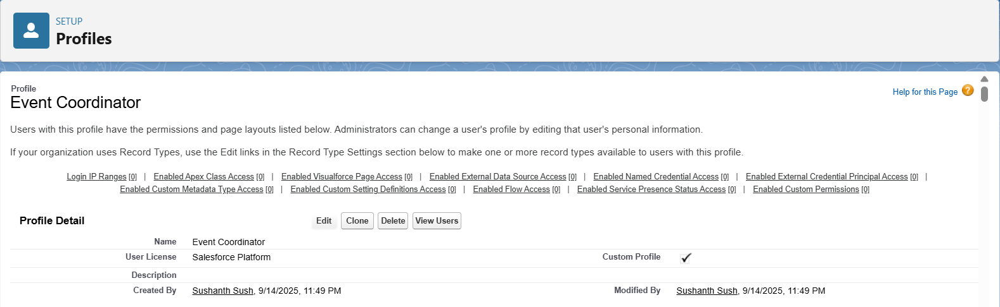 SETUP
Profiles
Profile
Event Coordinator
Help for this Page ?
Users with this profile have the permissions and page layouts listed below. Administrators can change a user's profile by editing that user's personal information.
If your organization uses Record Types, use the Edit links in the Record Type Settings section below to make one or more record types available to users with this profile.
Login IP Ranges [0] | Enabled Apex Class Access [0] | Enabled Visualforce Page Access [0] | Enabled External Data Source Access [0] | Enabled Named Credential Access [0] | Enabled External Credential Principal Access [0] |
Enabled Custom Metadata Type Access [0] | Enabled Custom Setting Definitions Access [0] | Enabled Flow Access [0] | Enabled Service Presence Status Access [0] | Enabled Custom Permissions [0]
Profile Detail Edit Clone Delete View Users
Name Event Coordinator
User License Salesforce Platform Custom Profile
Description
Created By Sushanth Sush, 9/14/2025, 11:49 PM Modified By Sushanth Sush, 9/14/2025, 11:49 PM